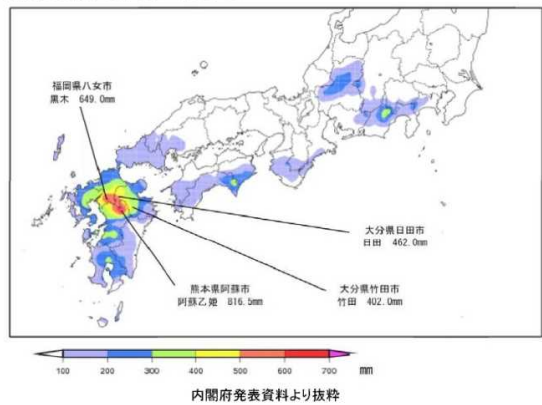 福岡県八女市
黒木 649.0mm
大分県日田市
日田 462.0mm
熊本県阿蘇市
阿蘇乙姫 816.5mm
大分県竹田市
竹田 402.0mm
100 200 300 400 500 600 700 mm
内閣府発表資料より抜粋